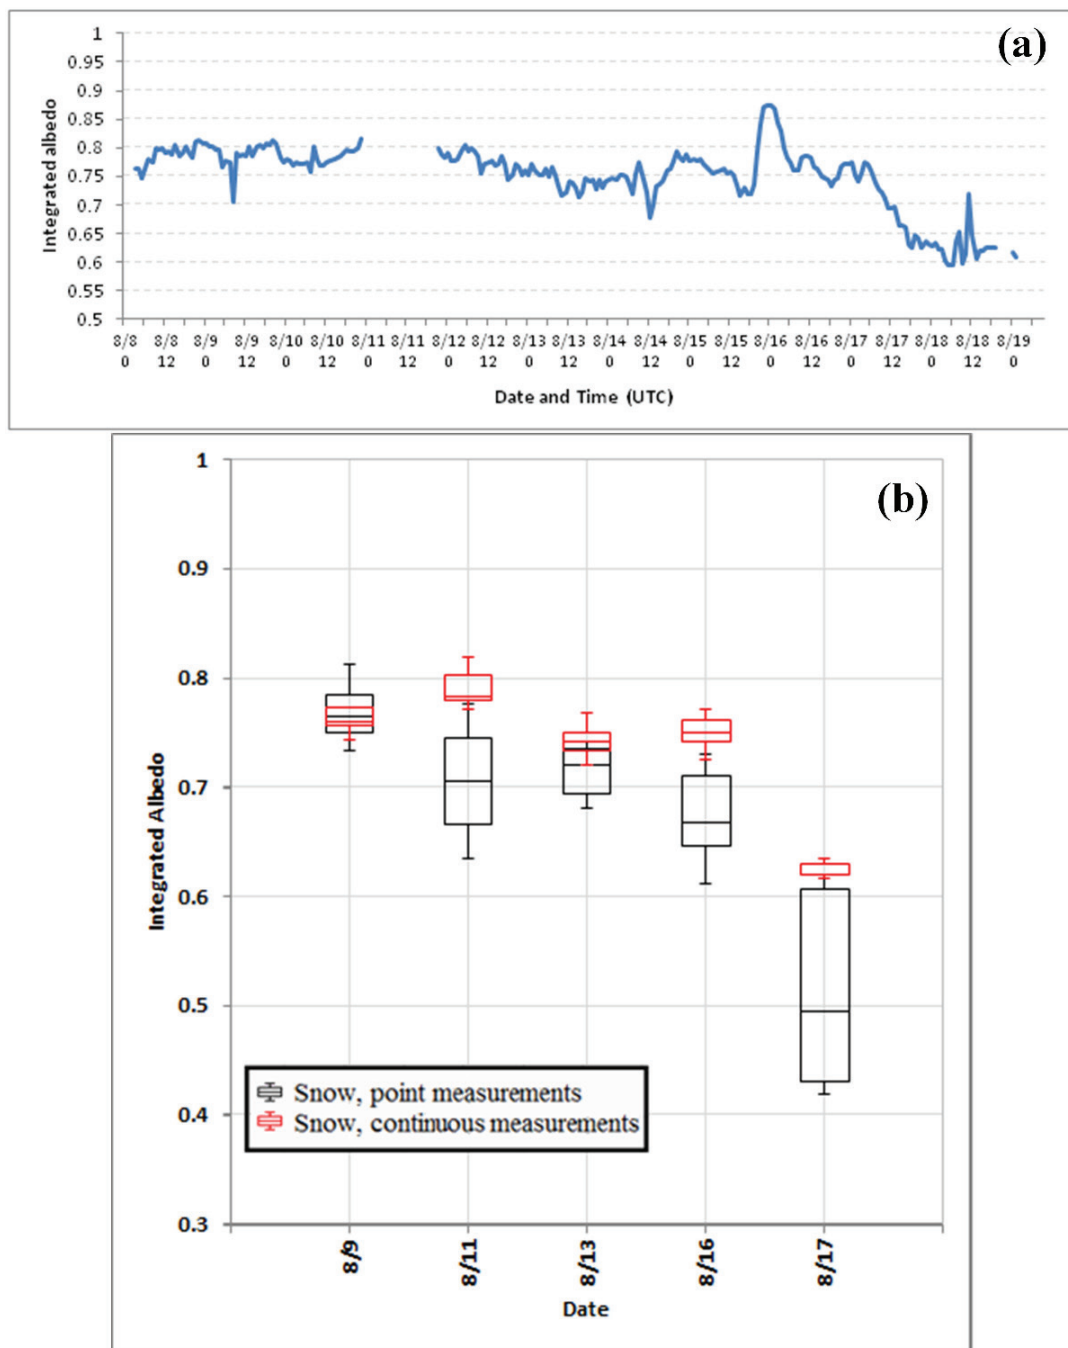 (a)
1
0.95
0.9
0.85
0.8
0.75
0.7
0.65
0.6
0.55
0.5
Integrated albedo
8/8 8/8 8/9 8/9 8/10 8/10 8/11 8/11 8/12 8/12 8/13 8/13 8/14 8/14 8/15 8/15 8/16 8/16 8/17 8/17 8/18 8/18 8/19
0 12 0 12 0 12 0 12 0 12 0 12 0 12 0 12 0 12 0 12 0 12 0
Date and Time (UTC)
(b)
1
0.9
0.8
0.7
0.6
0.5
0.4
0.3
Integrated Albedo
Snow, point measurements
Snow, continuous measurements
8/9 8/11 8/13 8/16 8/17
Date